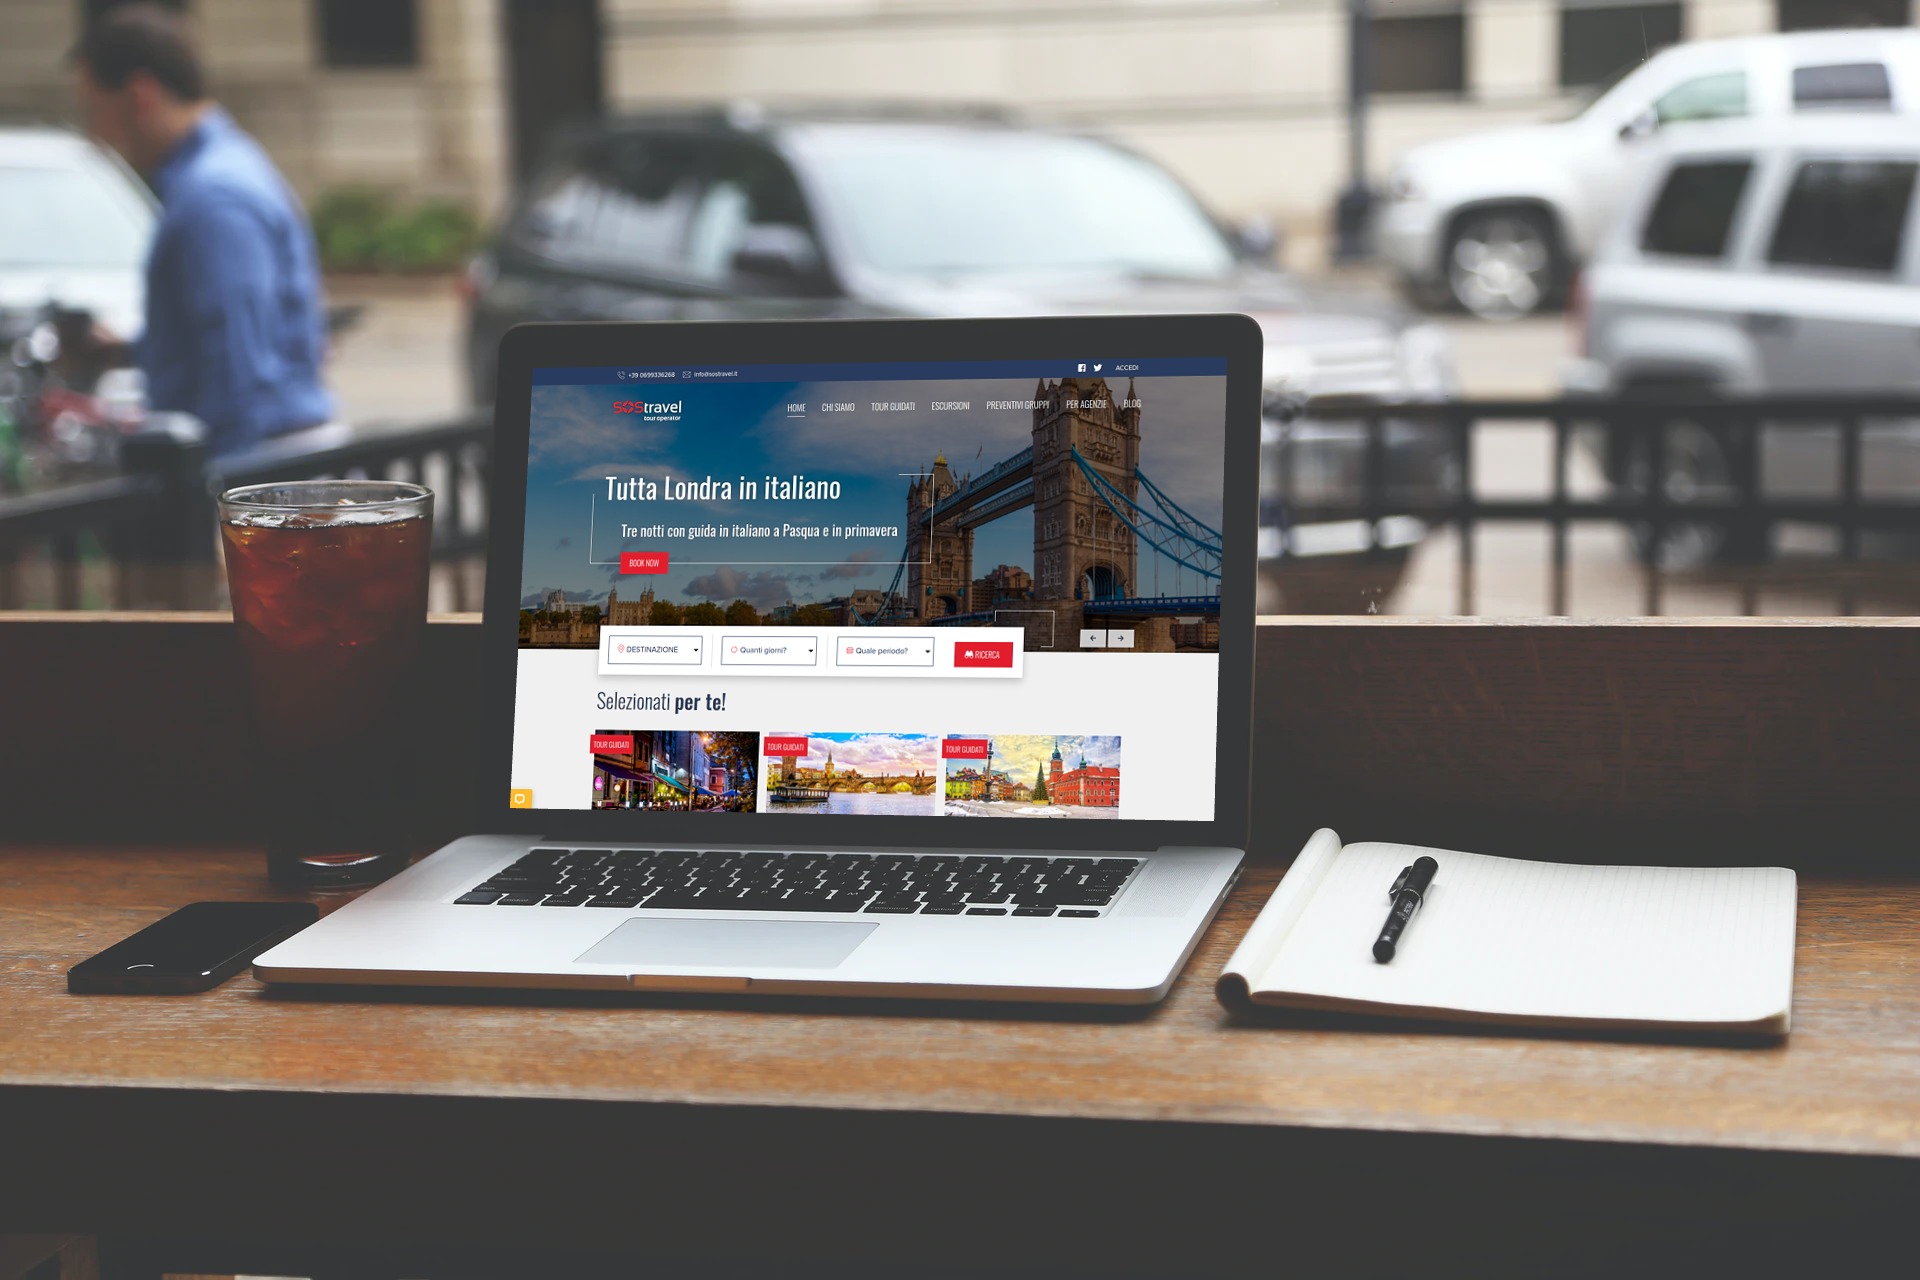 +39 0699336268 info@sostravel.it ACCEDI
SOStravel
tour operator
HOME CHI SIAMO TOUR GUIDATI ESCURSIONI PREVENTIVI GRUPPI PER AGENZIE BLOG
Tutta Londra in italiano
Tre notti con guida in italiano a Pasqua e in primavera
BOOK NOW
DESTINAZIONE Quanti giorni? Quale periodo? RICERCA
Selezionati per te!
TOUR GUIDATI TOUR GUIDATI TOUR GUIDATI